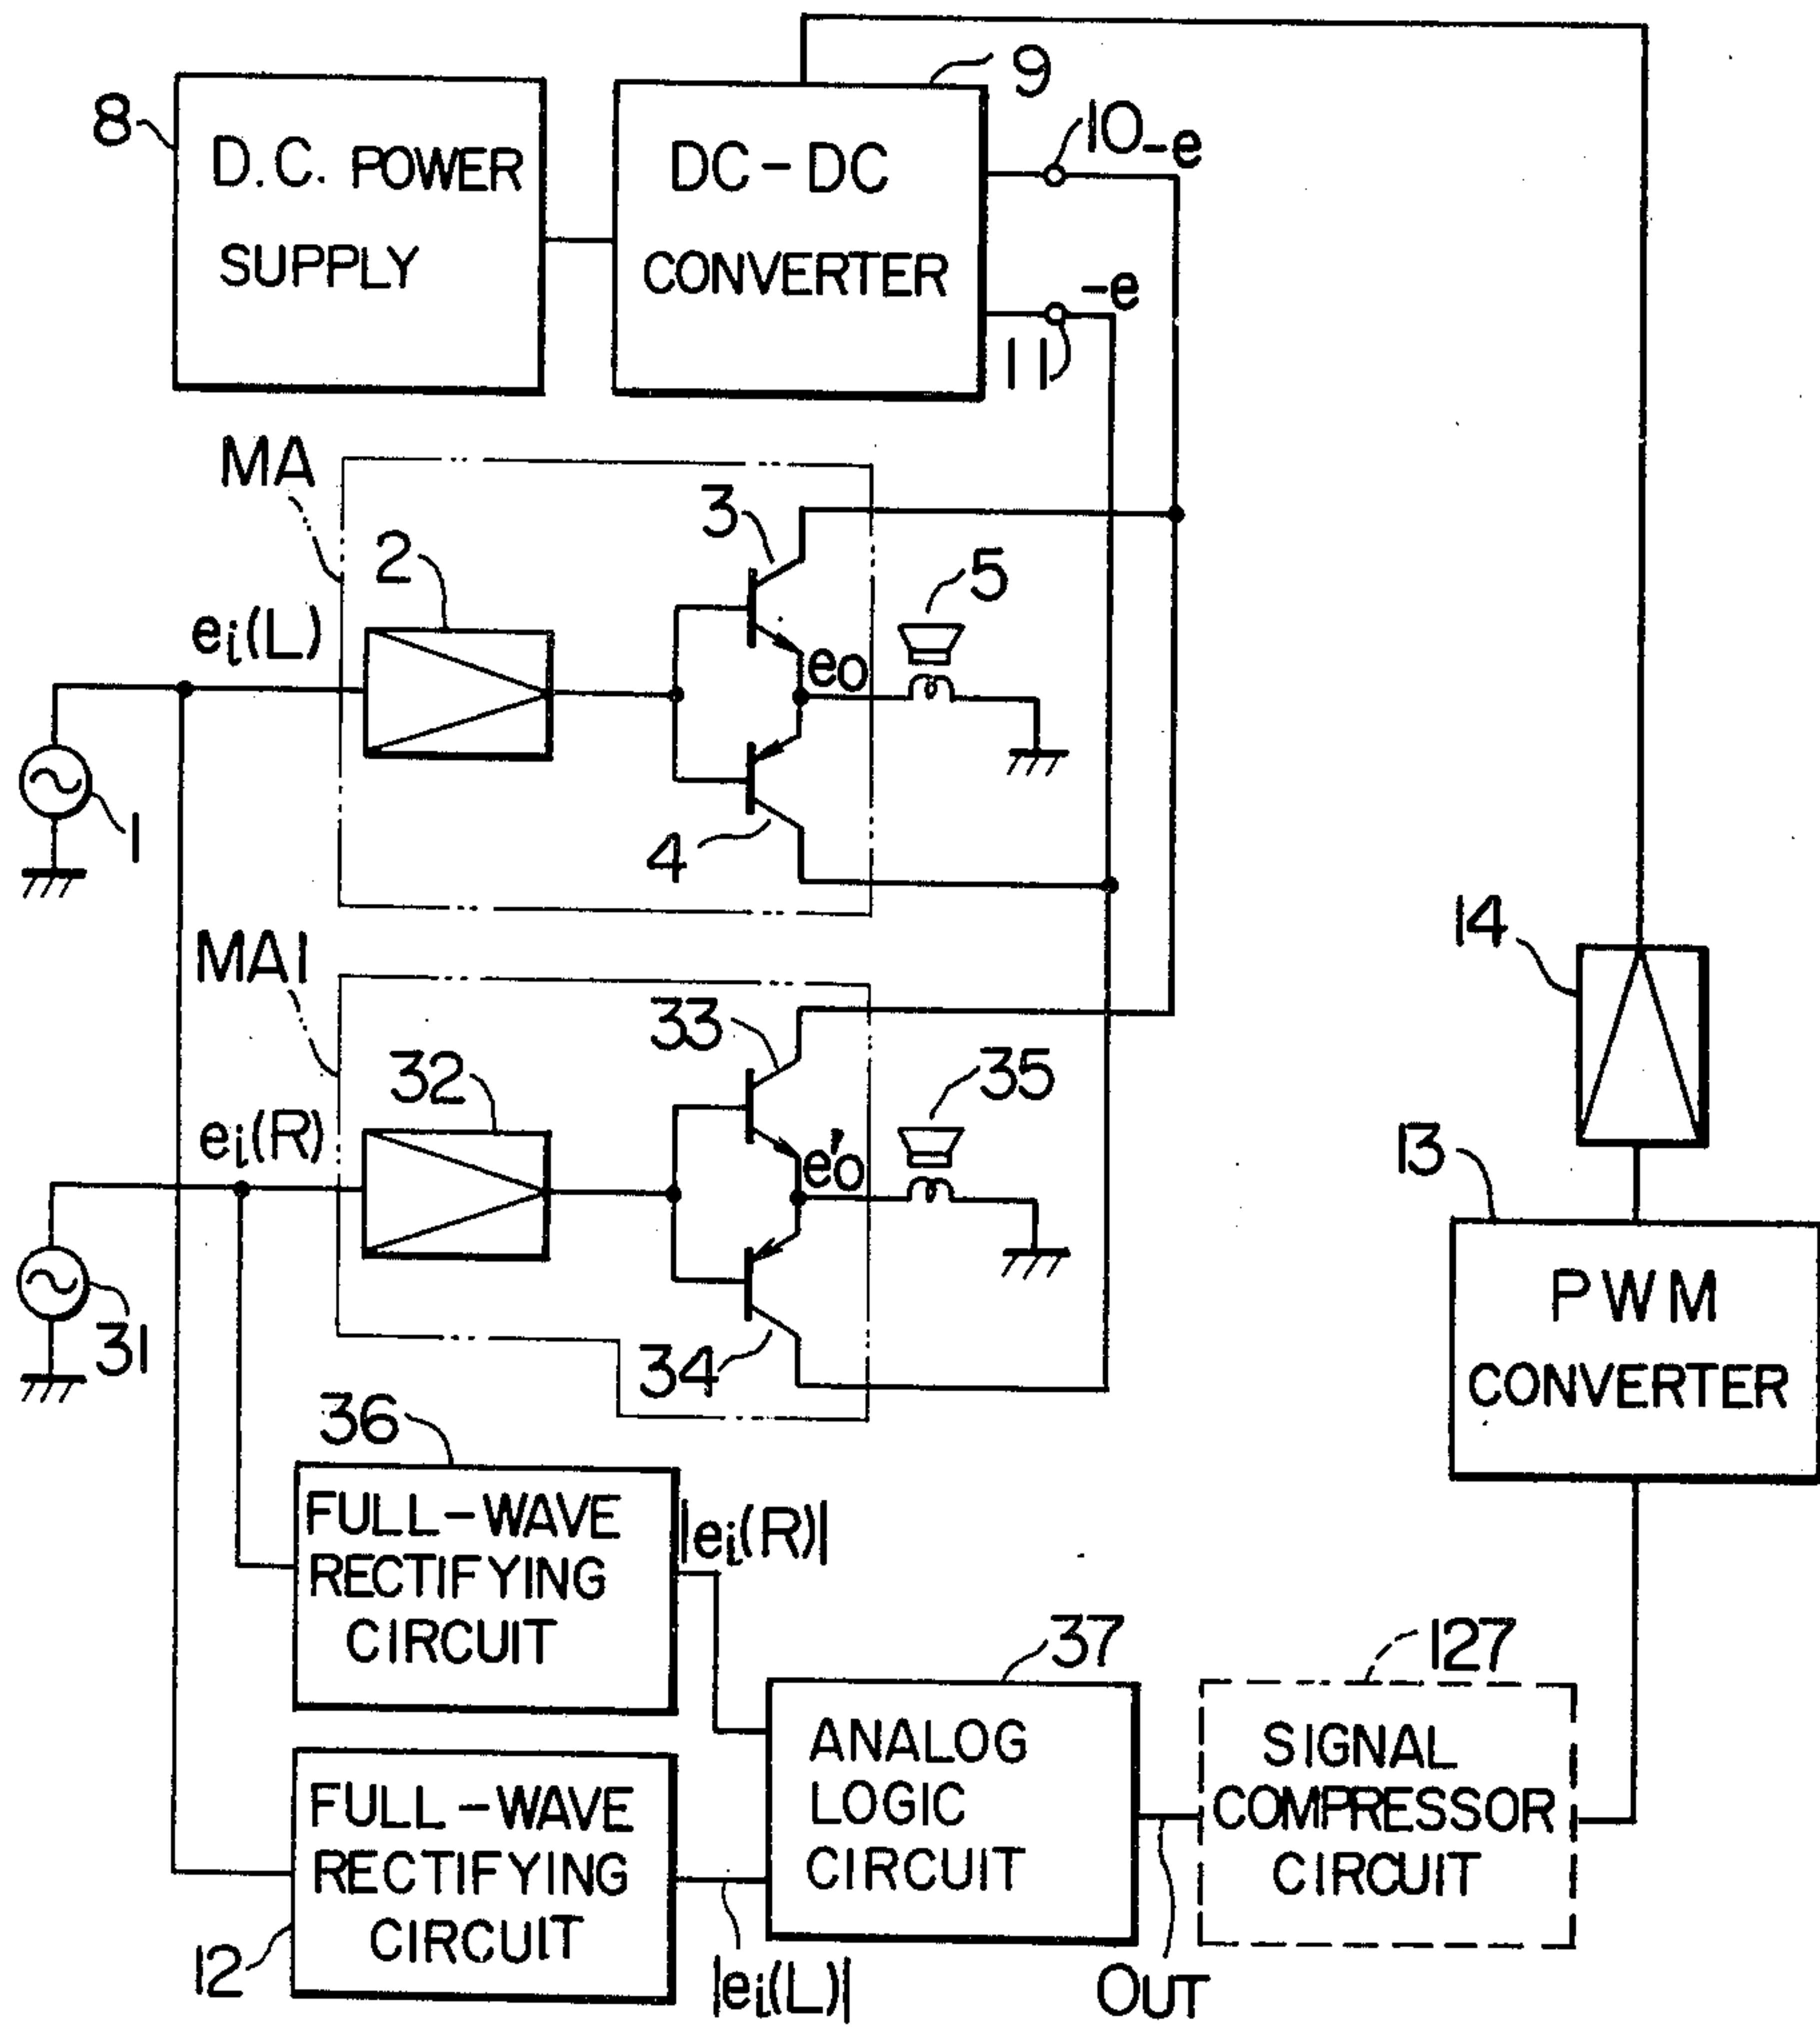 9
8
10
-e
D.C. POWER
SUPPLY
DC-DC
CONVERTER
-e
11
MA
3
2
5
ei(L)
eo
1
4
14
MA1
33
32
35
ei(R)
e'o
13
31
34
PWM
CONVERTER
36
FULL-WAVE
RECTIFYING
CIRCUIT
|ei(R)|
37
127
ANALOG
LOGIC
CIRCUIT
SIGNAL
COMPRESSOR
CIRCUIT
FULL-WAVE
RECTIFYING
CIRCUIT
12
|ei(L)|
OUT